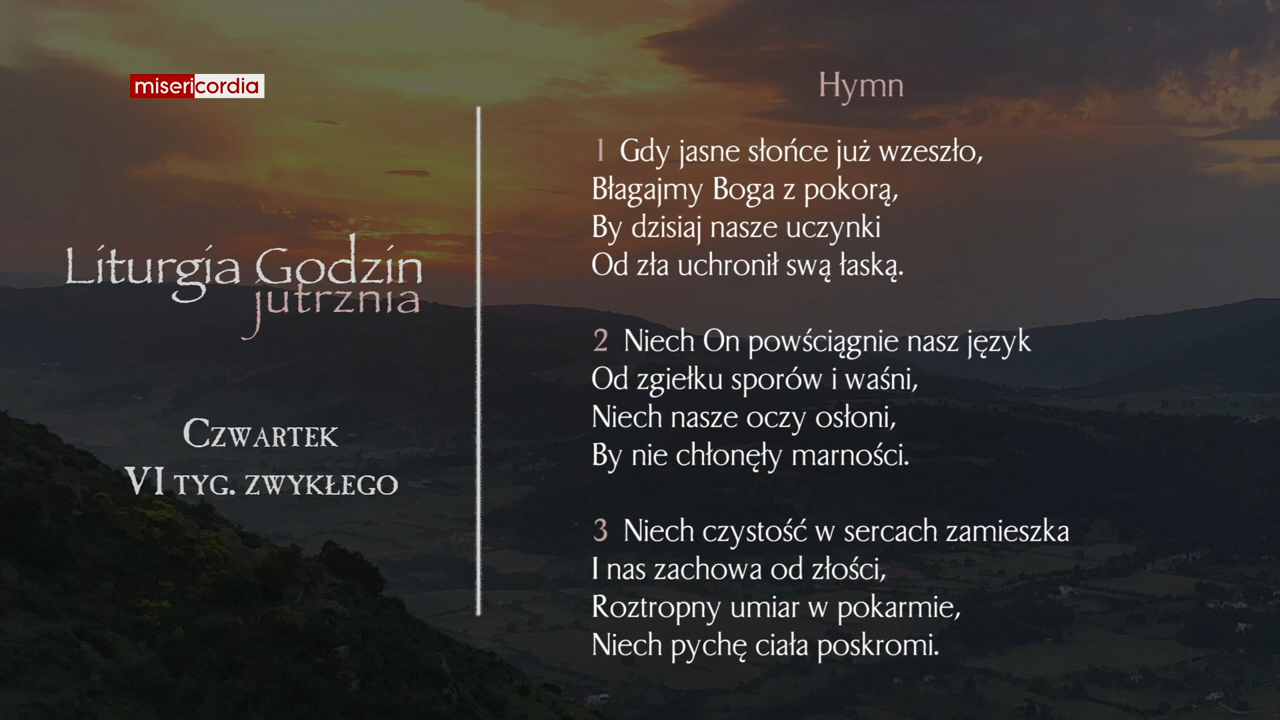 misericordia
Liturgia Godzin
jutrznia
Czwartek
VI tyg. zwykłego
Hymn
1 Gdy jasne słońce już wzeszło,
Błagajmy Boga z pokorą,
By dzisiaj nasze uczynki
Od zła uchronił swą łaską.
2 Niech On powściągnie nasz język
Od zgiełku sporów i waśni,
Niech nasze oczy osłoni,
By nie chłonęły marności.
3 Niech czystość w sercach zamieszka
I nas zachowa od złości,
Roztropny umiar w pokarmie,
Niech pychę ciała poskromi.